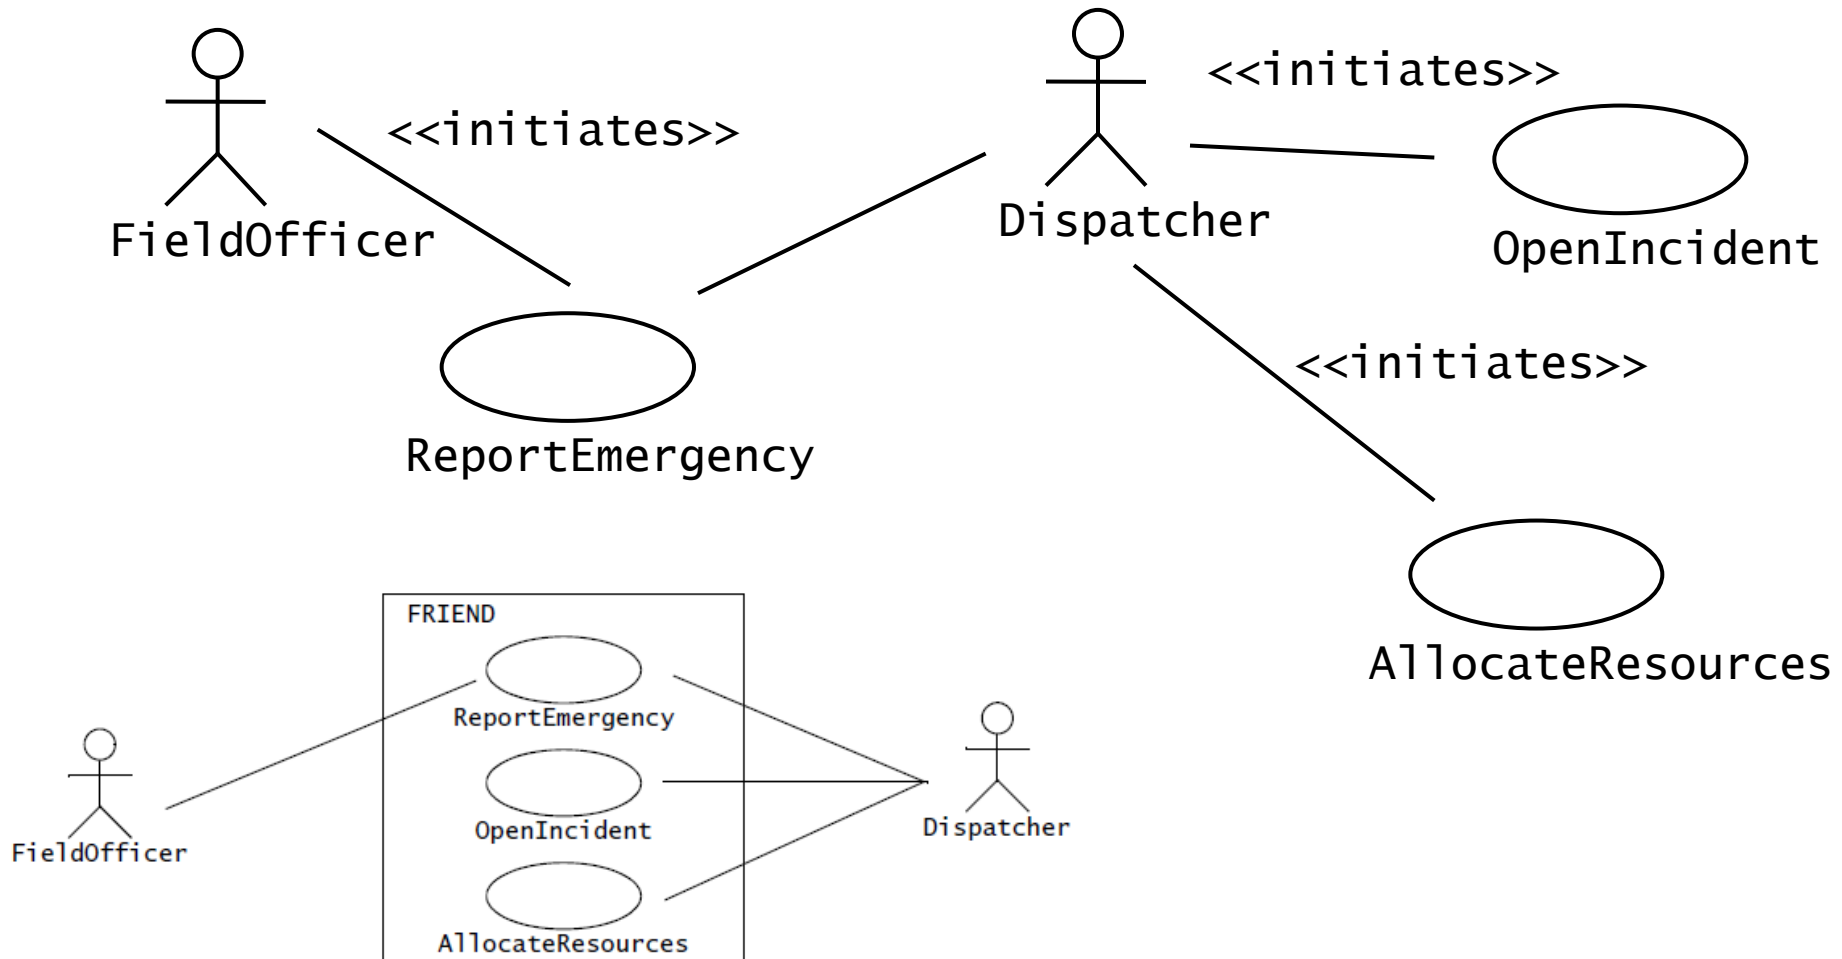 <<initiates>>
<<initiates>>
FieldOfficer
Dispatcher
OpenIncident
<<initiates>>
ReportEmergency
AllocateResources
FRIEND
ReportEmergency
OpenIncident
Dispatcher
FieldOfficer
AllocateResources